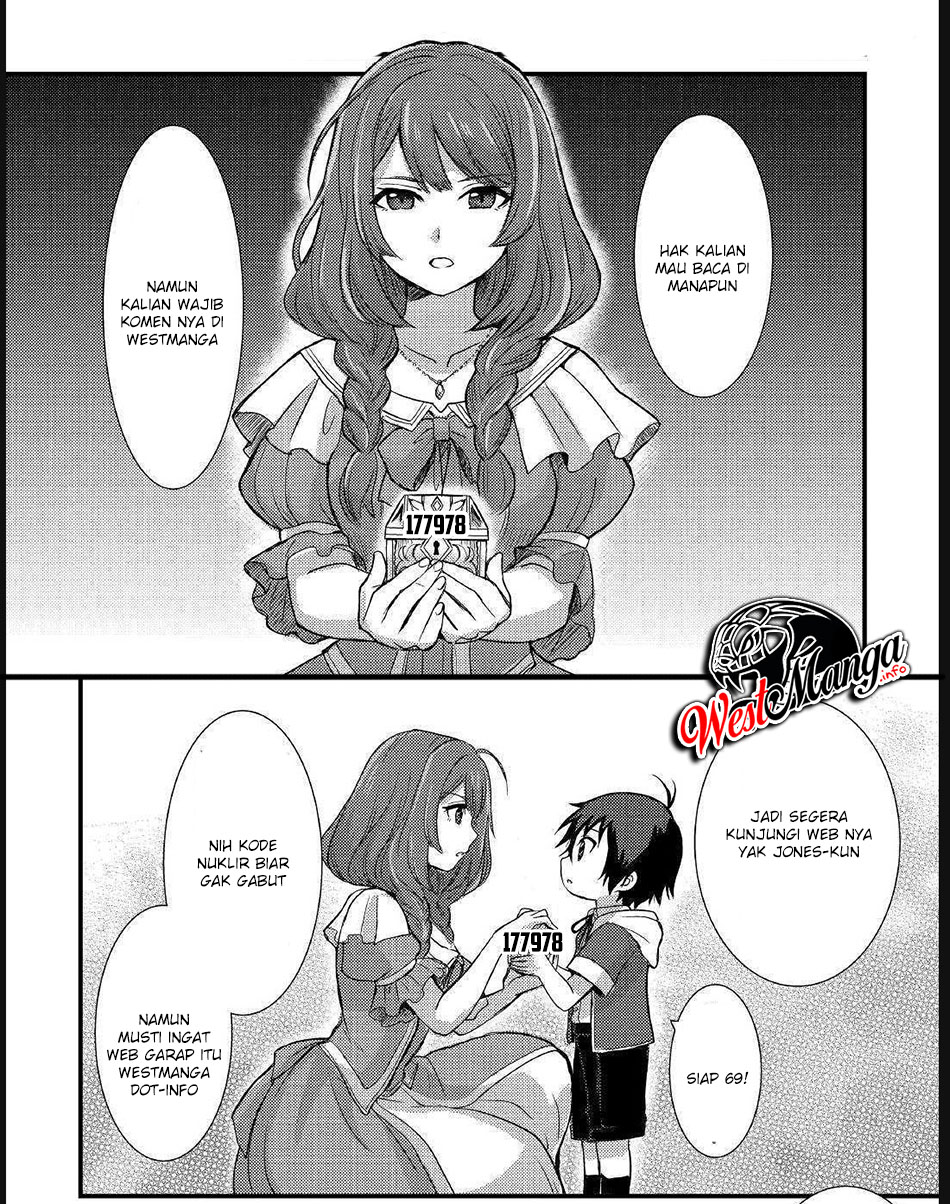 HAK KALIAN
MAU BACA DI
MANAPUN
NAMUN
KALIAN WAJIB
KOMEN NYA DI
WESTMANGA
177978
WestManga
.info
JADI SEGERA
KUNJUNGI WEB NYA
YAK JONES-KUN
NIH KODE
NUKLIR BIAR
GAK GABUT
177978
SIAP 69!
NAMUN
MUSTI INGAT
WEB GARAP ITU
WESTMANGA
DOT-INFO